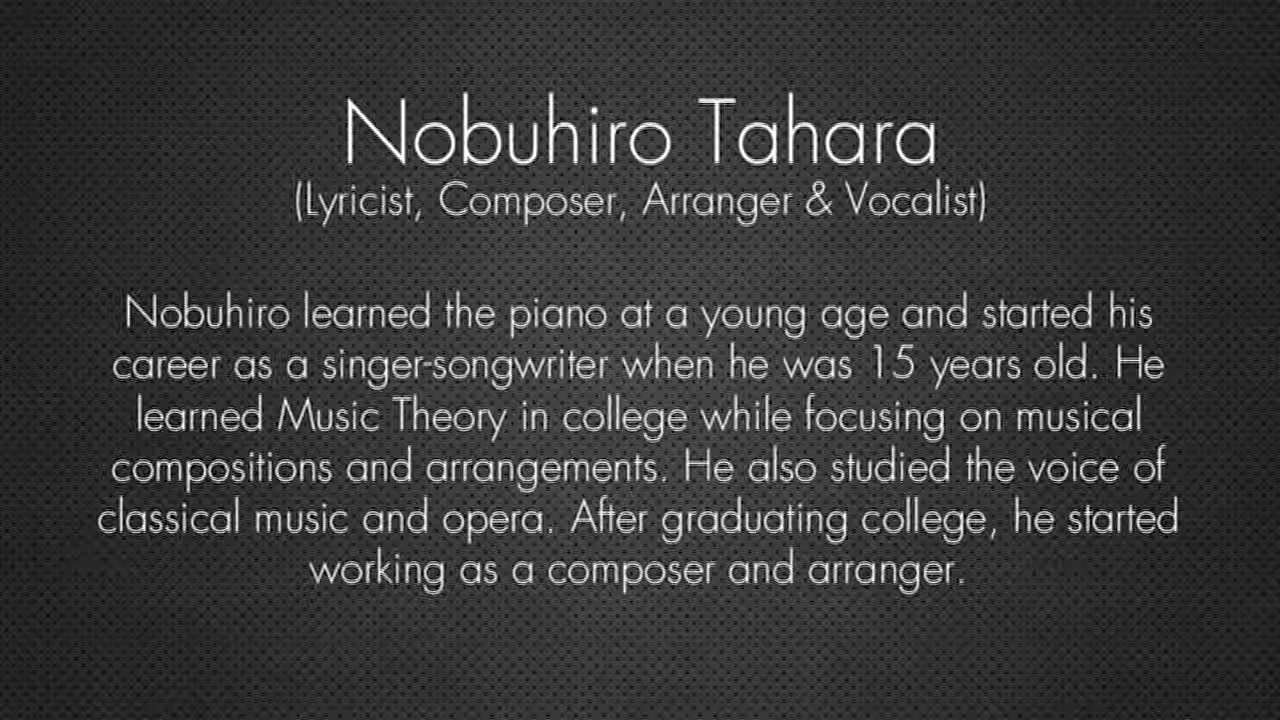 Nobuhiro Tahara
(Lyricist, Composer, Arranger & Vocalist)
Nobuhiro learned the piano at a young age and started his
career as a singer-songwriter when he was 15 years old. He
learned Music Theory in college while focusing on musical
compositions and arrangements. He also studied the voice of
classical music and opera. After graduating college, he started
working as a composer and arranger.